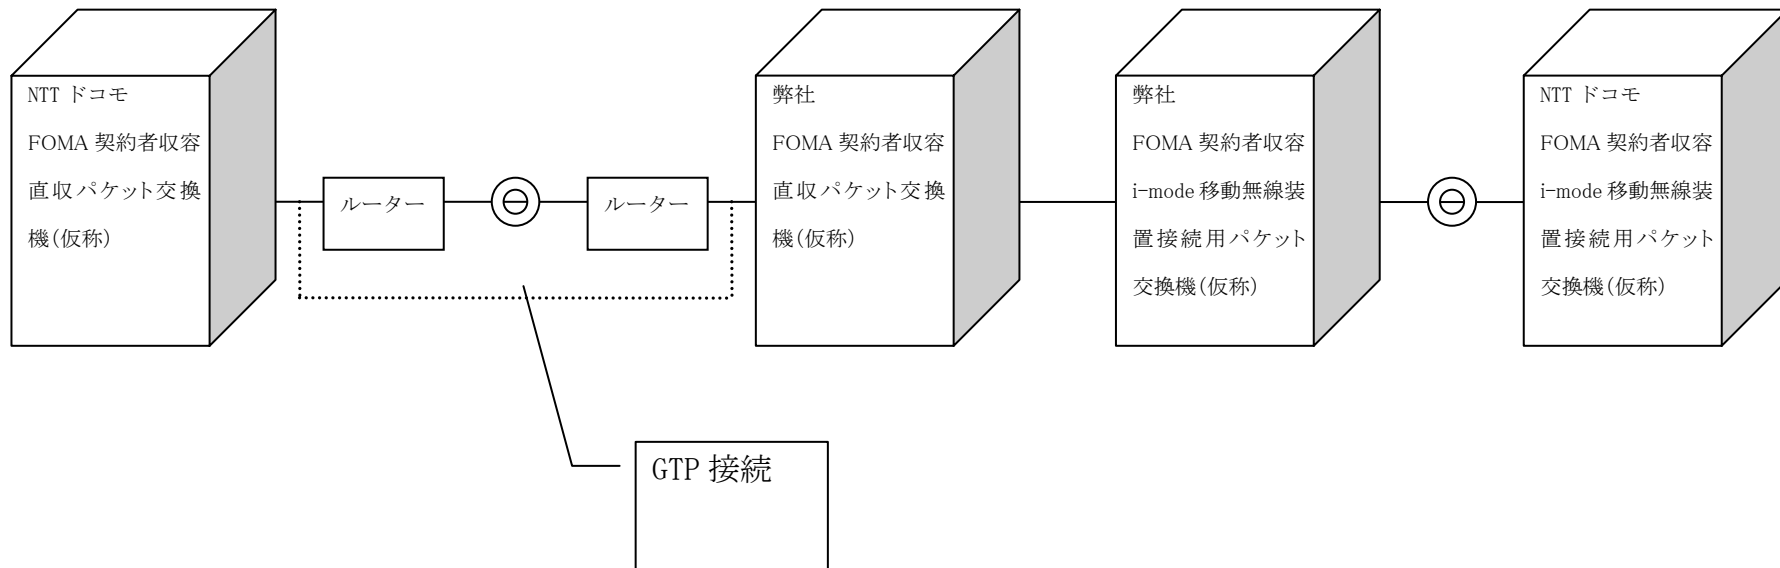 NTT ドコモ
FOMA 契約者収容
直収パケット交換
機(仮称)
ルーター
ルーター
弊社
FOMA 契約者収容
直収パケット交換
機(仮称)
弊社
FOMA 契約者収容
i-mode 移動無線装
置接続用パケット
交換機(仮称)
NTT ドコモ
FOMA 契約者収容
i-mode 移動無線装
置接続用パケット
交換機(仮称)
GTP 接続